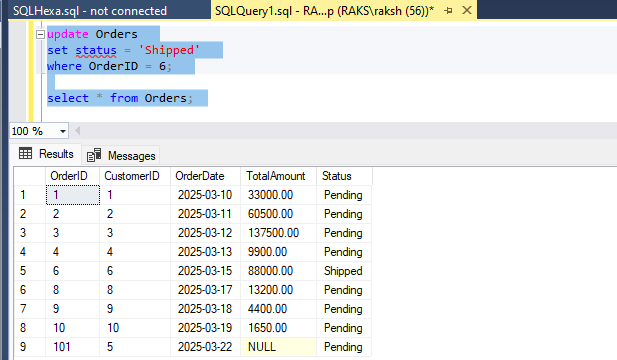 SQLHexa.sql - not connected SQLQuery1.sql - RA...p (RAKS\raksh (56))*
update Orders
set status = 'Shipped'
where OrderID = 6;
select * from Orders;
100 %
Results Messages
OrderID CustomerID OrderDate TotalAmount Status
1 1 1 2025-03-10 33000.00 Pending
2 2 2 2025-03-11 60500.00 Pending
3 3 3 2025-03-12 137500.00 Pending
4 4 4 2025-03-13 9900.00 Pending
5 6 6 2025-03-15 88000.00 Shipped
6 8 8 2025-03-17 13200.00 Pending
7 9 9 2025-03-18 4400.00 Pending
8 10 10 2025-03-19 1650.00 Pending
9 101 5 2025-03-22 NULL Pending